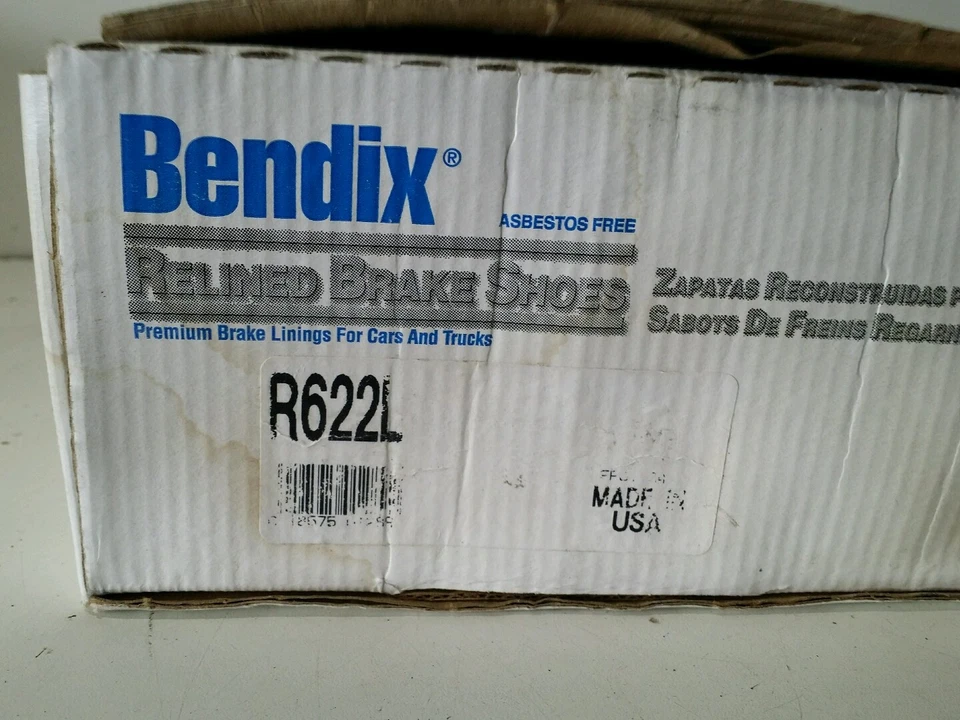 Bendix®
ASBESTOS FREE
RELINED BRAKE SHOES
ZAPATAS RECONSTRUIDAS
SABOTS DE FREINS
Premium Brake Linings For Cars And Trucks
R622L
MADE IN
USA